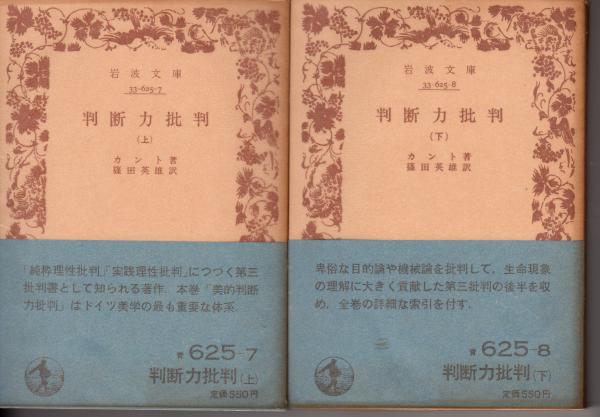 岩波文庫
33-625-7
判断力批判
(上)
カント著
篠田英雄訳
「純粋理性批判」「実践理性批判」につづく第三
批判書として知られる著作．本巻「美的判断
力批判」はドイツ美学の最も重要な体系．
青 625-7
判断力批判(上)
定価550円
岩波文庫
33-625-8
判断力批判
(下)
カント著
篠田英雄訳
卑俗な目的論や機械論を批判して，生命現象
の理解に大きく貢献した第三批判の後半を収
め，全巻の詳細な索引を付す．
青 625-8
判断力批判(下)
定価550円